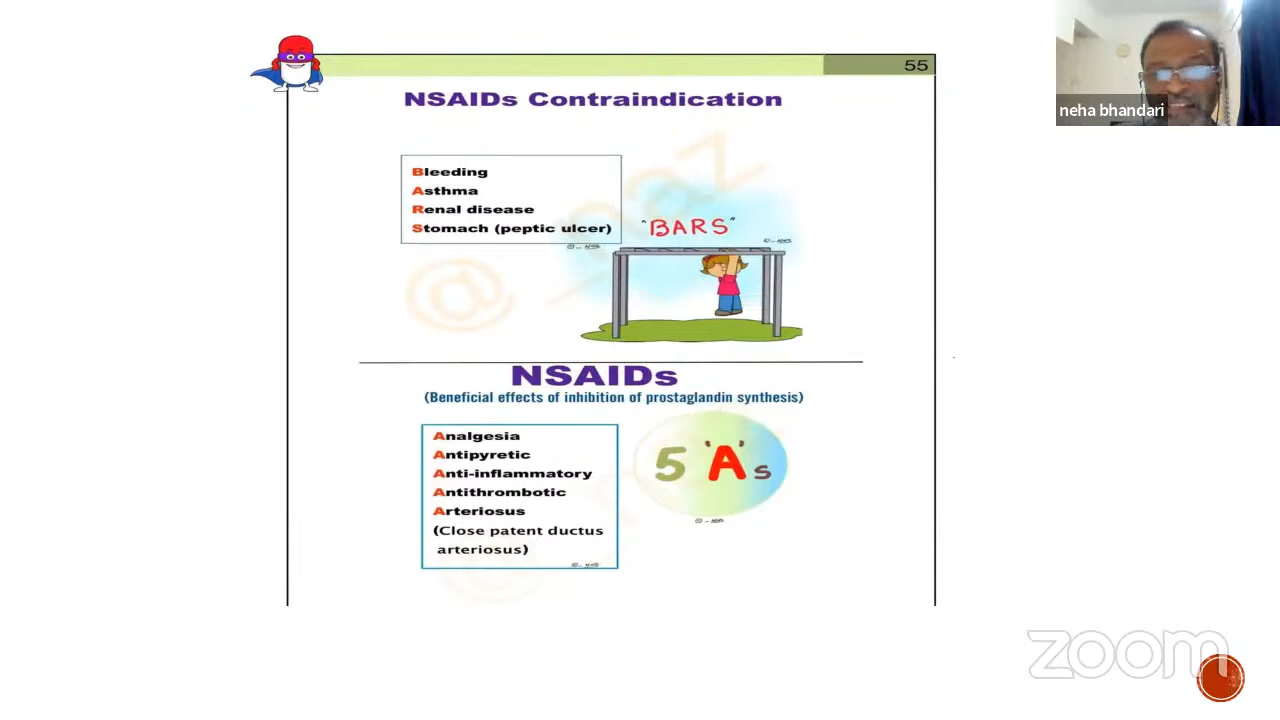 55
neha bhandari
NSAIDs Contraindication
Bleeding
Asthma
Renal disease
Stomach (peptic ulcer)
"BARS"
NSAIDs
(Beneficial effects of inhibition of prostaglandin synthesis)
Analgesia
Antipyretic
Anti-inflammatory
Antithrombotic
Arteriosus
(Close patent ductus
arteriosus)
5 'A's
zoom